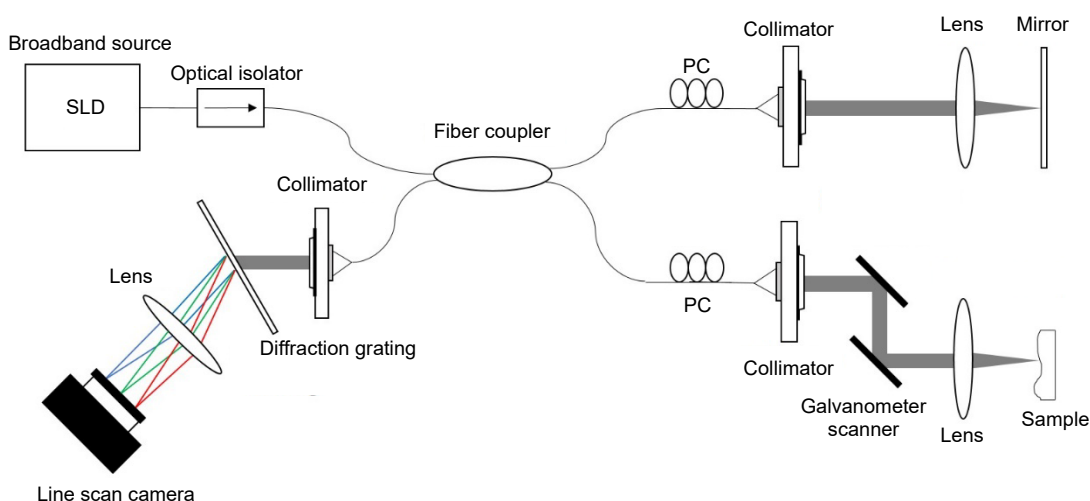 Broadband source
SLD
Optical isolator
Fiber coupler
PC
Collimator
Lens
Mirror
Collimator
Lens
Diffraction grating
Line scan camera
PC
Collimator
Galvanometer
scanner
Lens
Sample